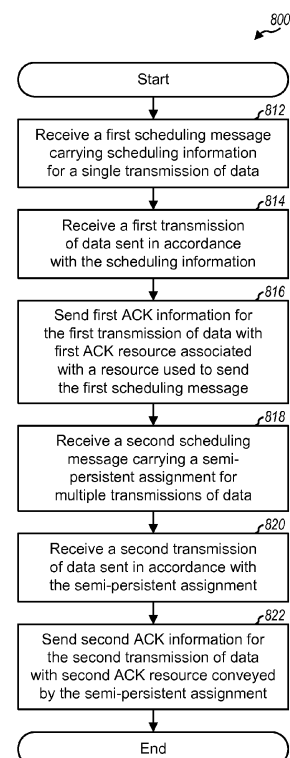 800
Start
812
Receive a first scheduling message
carrying scheduling information
for a single transmission of data
814
Receive a first transmission
of data sent in accordance
with the scheduling information
816
Send first ACK information for
the first transmission of data with
first ACK resource associated
with a resource used to send
the first scheduling message
818
Receive a second scheduling
message carrying a semi-
persistent assignment for
multiple transmissions of data
820
Receive a second transmission
of data sent in accordance with
the semi-persistent assignment
822
Send second ACK information for
the second transmission of data
with second ACK resource conveyed
by the semi-persistent assignment
End